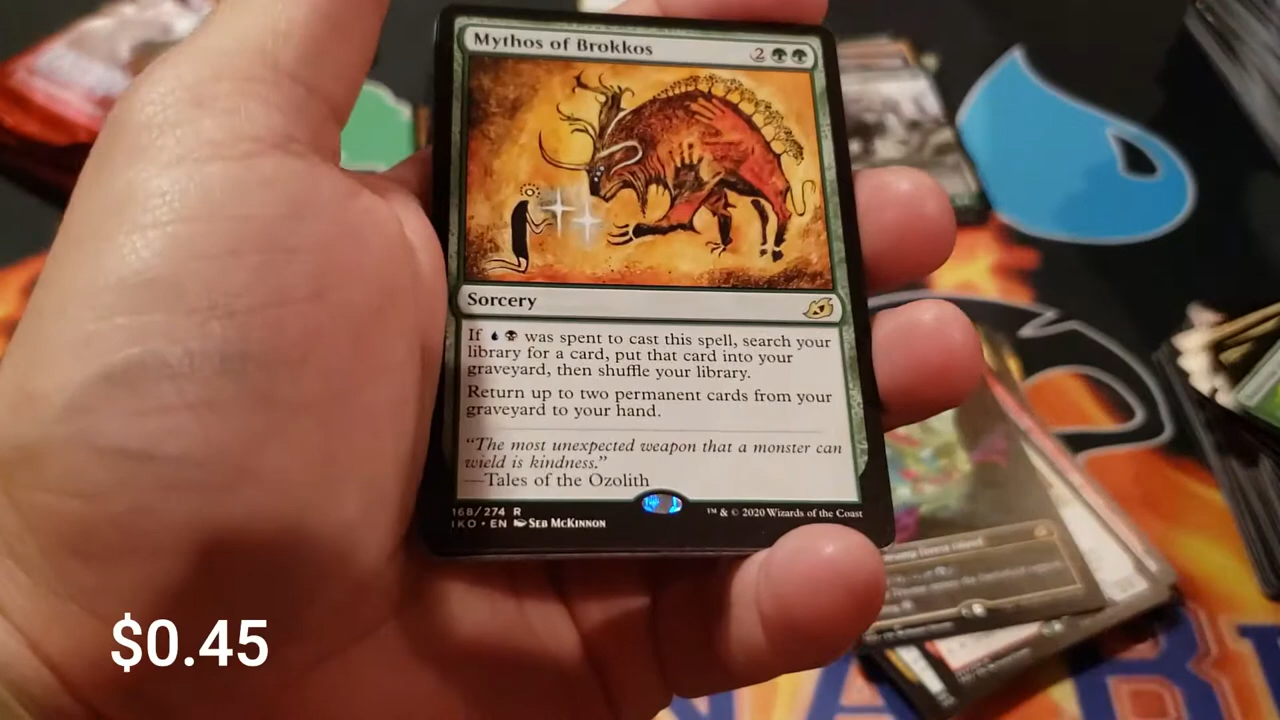 Mythos of Brokkos
2
Sorcery
If was spent to cast this spell, search your
library for a card, put that card into your
graveyard, then shuffle your library.
Return up to two permanent cards from your
graveyard to your hand.
"The most unexpected weapon that a monster can
wield is kindness."
—Tales of the Ozolith
168/274 R
IKO • EN SEB MCKINNON
™ & © 2020 Wizards of the Coast
$0.45